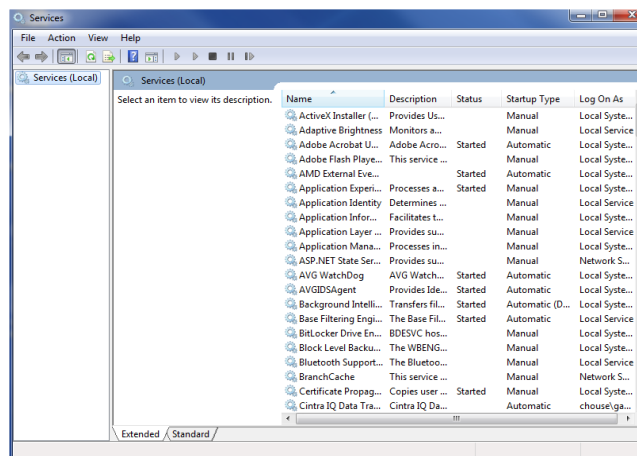 Services
File Action View Help
Services (Local)
Services (Local)
Select an item to view its description.
Name Description Status Startup Type Log On As
ActiveX Installer (... Provides Us... Manual Local Syste...
Adaptive Brightness Monitors a... Manual Local Service
Adobe Acrobat U... Adobe Acro... Started Automatic Local Syste...
Adobe Flash Playe... This service ... Manual Local Syste...
AMD External Eve... Started Automatic Local Syste...
Application Experi... Processes a... Started Manual Local Syste...
Application Identity Determines ... Manual Local Service
Application Infor... Facilitates t... Manual Local Syste...
Application Layer ... Provides su... Manual Local Service
Application Mana... Processes in... Manual Local Syste...
ASP.NET State Ser... Provides su... Manual Network S...
AVG WatchDog AVG Watch... Started Automatic Local Syste...
AVGIDSAgent Provides Ide... Started Automatic Local Syste...
Background Intelli... Transfers fil... Started Automatic (D... Local Syste...
Base Filtering Engi... The Base Fil... Started Automatic Local Service
BitLocker Drive En... BDESVC hos... Manual Local Syste...
Block Level Backu... The WBENG... Manual Local Syste...
Bluetooth Support... The Bluetoo... Manual Local Service
BranchCache This service ... Manual Network S...
Certificate Propag... Copies user ... Started Manual Local Syste...
Cintra IQ Data Tra... Cintra IQ Da... Automatic chouse\ga...
Extended Standard